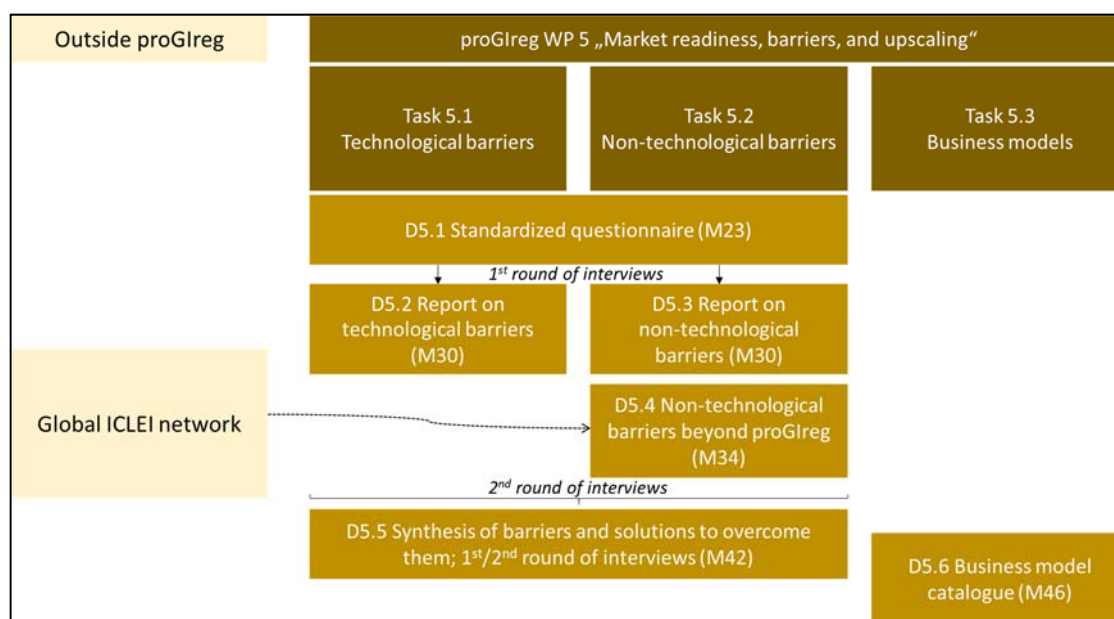 Outside proGIreg
proGIreg WP 5 „Market readiness, barriers, and upscaling“
Task 5.1
Technological barriers
Task 5.2
Non-technological barriers
Task 5.3
Business models
D5.1 Standardized questionnaire (M23)
1st round of interviews
D5.2 Report on
technological barriers
(M30)
D5.3 Report on
non-technological
barriers (M30)
Global ICLEI network
D5.4 Non-technological
barriers beyond proGIreg
(M34)
2nd round of interviews
D5.5 Synthesis of barriers and solutions to overcome
them; 1st/2nd round of interviews (M42)
D5.6 Business model
catalogue (M46)